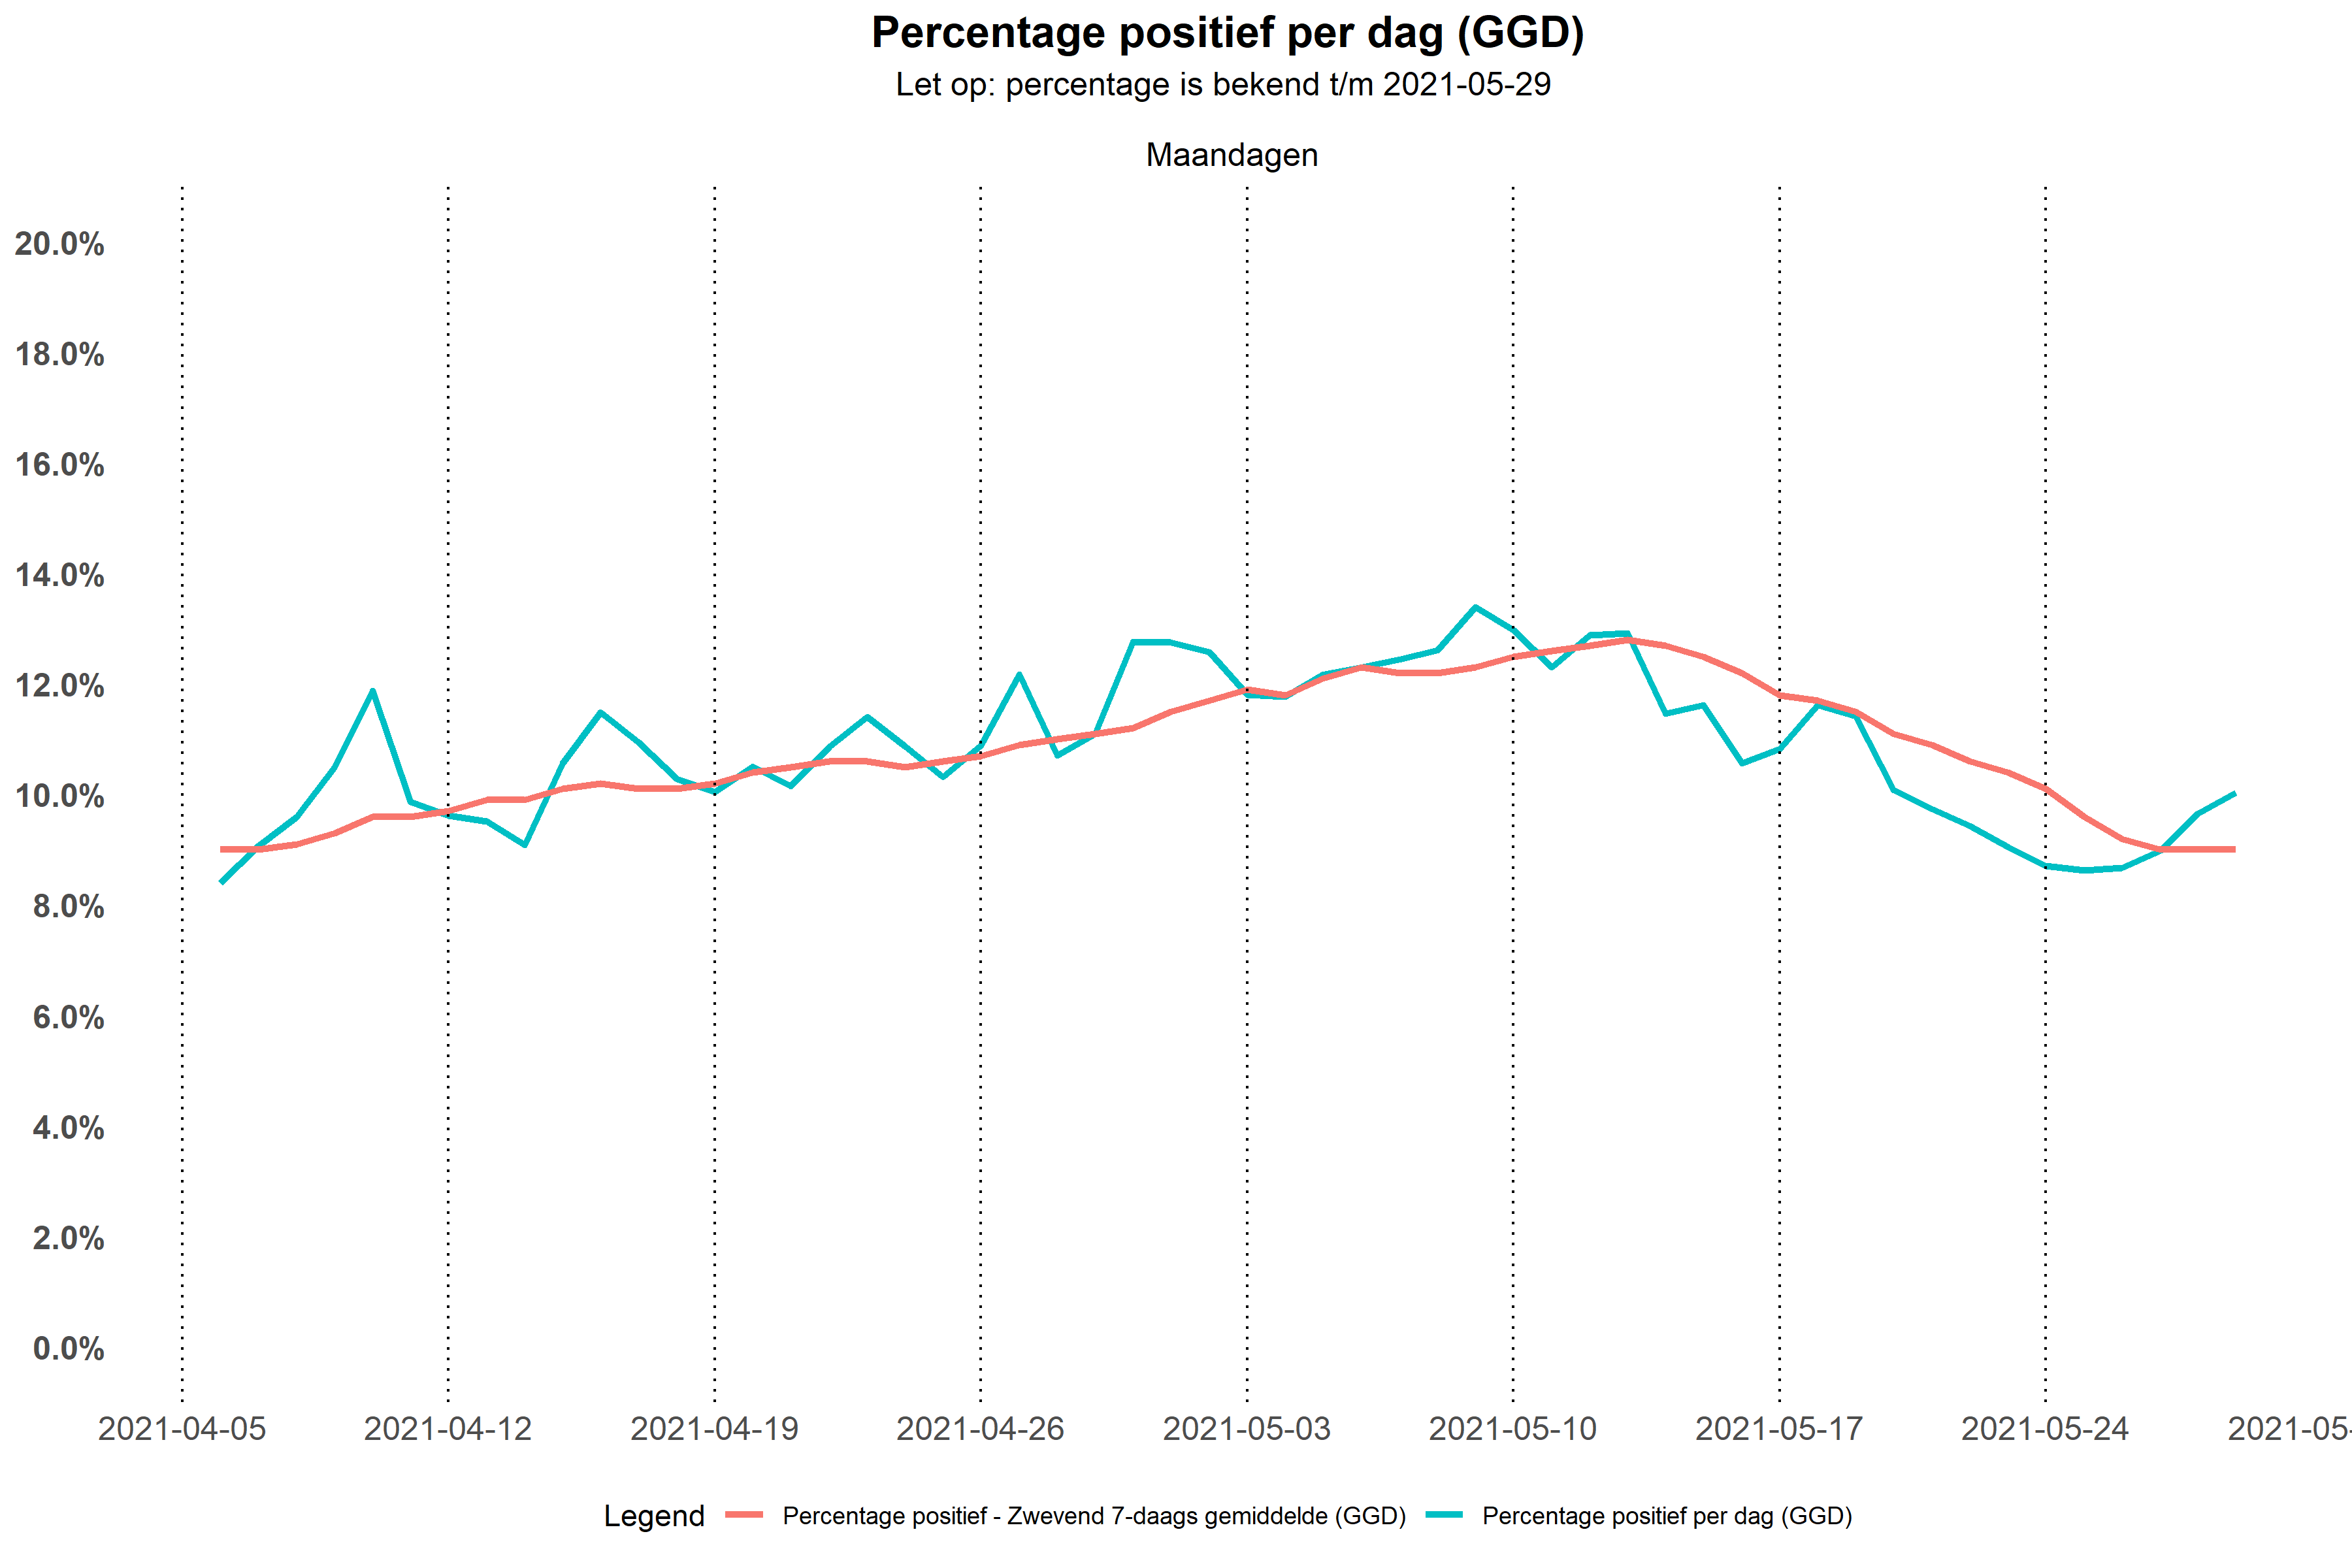 Percentage positief per dag (GGD)
Let op: percentage is bekend t/m 2021-05-29
Maandagen
20.0%
18.0%
16.0%
14.0%
12.0%
10.0%
8.0%
6.0%
4.0%
2.0%
0.0%
2021-04-05 2021-04-12 2021-04-19 2021-04-26 2021-05-03 2021-05-10 2021-05-17 2021-05-24 2021-05-
Legend Percentage positief - Zwevend 7-daags gemiddelde (GGD) Percentage positief per dag (GGD)